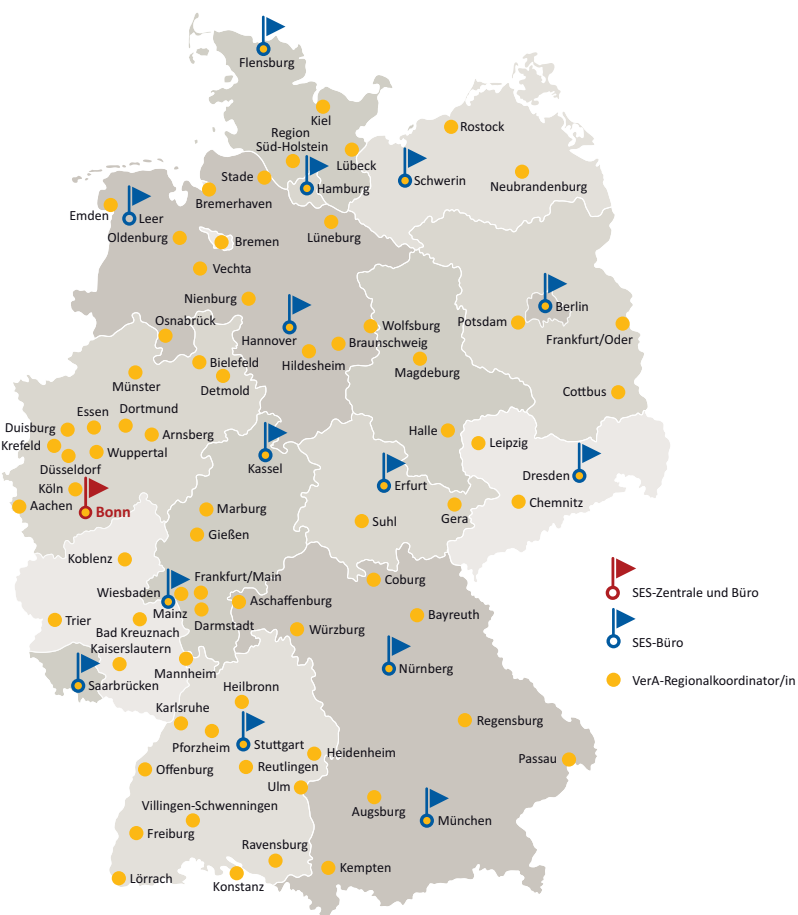 Flensburg
Kiel
Region
Süd-Holstein
Rostock
Lübeck
Stade
Hamburg
Schwerin
Neubrandenburg
Bremerhaven
Emden
Leer
Oldenburg
Bremen
Lüneburg
Vechta
Nienburg
Berlin
Osnabrück
Hannover
Wolfsburg
Potsdam
Braunschweig
Frankfurt/Oder
Hildesheim
Bielefeld
Magdeburg
Münster
Detmold
Cottbus
Essen
Dortmund
Duisburg
Arnsberg
Halle
Leipzig
Krefeld
Wuppertal
Düsseldorf
Kassel
Dresden
Erfurt
Köln
Aachen
Bonn
Marburg
Gera
Chemnitz
Suhl
Gießen
Koblenz
SES-Zentrale und Büro
Wiesbaden
Frankfurt/Main
Coburg
Mainz
Aschaffenburg
Trier
Bad Kreuznach
Darmstadt
Würzburg
Bayreuth
SES-Büro
Kaiserslautern
Mannheim
Nürnberg
VerA-Regionalkoordinator/in
Saarbrücken
Heilbronn
Karlsruhe
Regensburg
Pforzheim
Stuttgart
Heidenheim
Passau
Offenburg
Reutlingen
Ulm
Villingen-Schwenningen
Augsburg
München
Freiburg
Ravensburg
Kempten
Lörrach
Konstanz